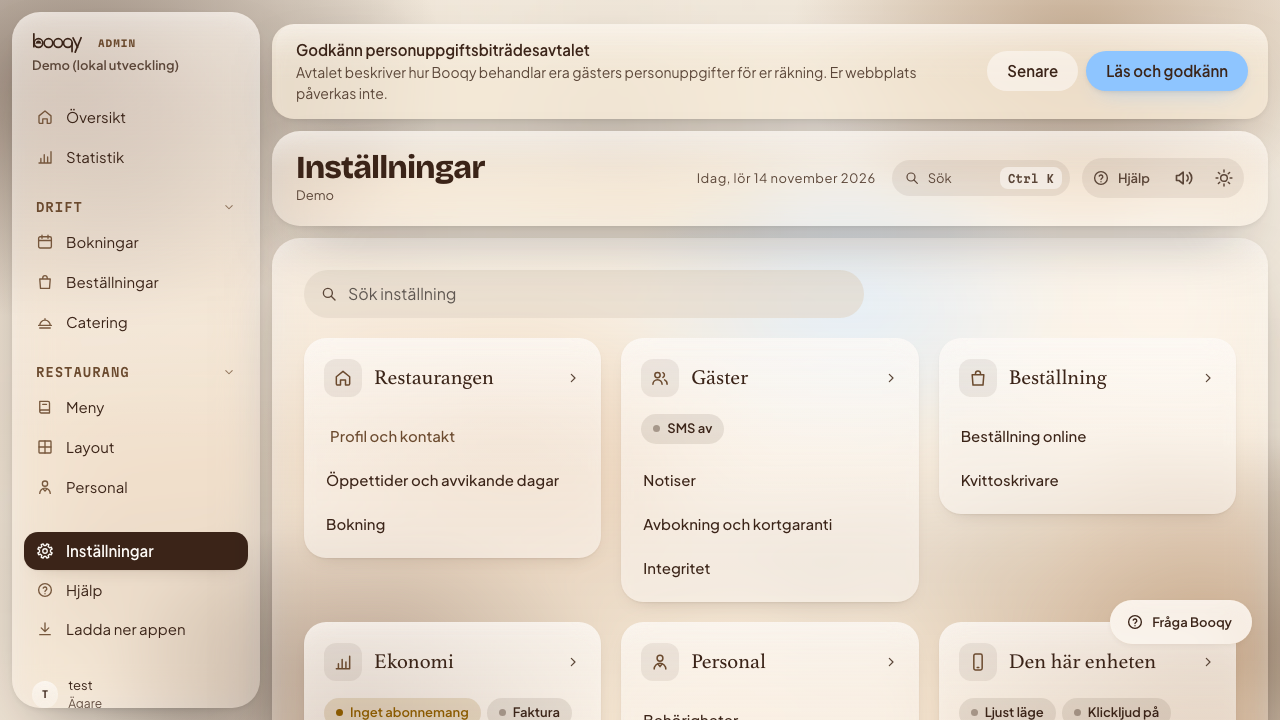 booqy ADMIN
Demo (lokal utveckling)
Översikt
Statistik
DRIFT
Bokningar
Beställningar
Catering
RESTAURANG
Meny
Layout
Personal
Inställningar
Hjälp
Ladda ner appen
T
test
Ägare
Godkänn personuppgiftsbiträdesavtalet
Avtalet beskriver hur Booqy behandlar era gästers personuppgifter för er räkning. Er webbplats
påverkas inte.
Senare
Läs och godkänn
Inställningar
Demo
Idag, lör 14 november 2026
Sök
Ctrl K
Hjälp
Sök inställning
Restaurangen
Profil och kontakt
Öppettider och avvikande dagar
Bokning
Gäster
SMS av
Notiser
Avbokning och kortgaranti
Integritet
Beställning
Beställning online
Kvittoskrivare
Ekonomi
Inget abonnemang
Faktura
Personal
Behörigheter
Den här enheten
Ljust läge
Klickljud på
Fråga Booqy